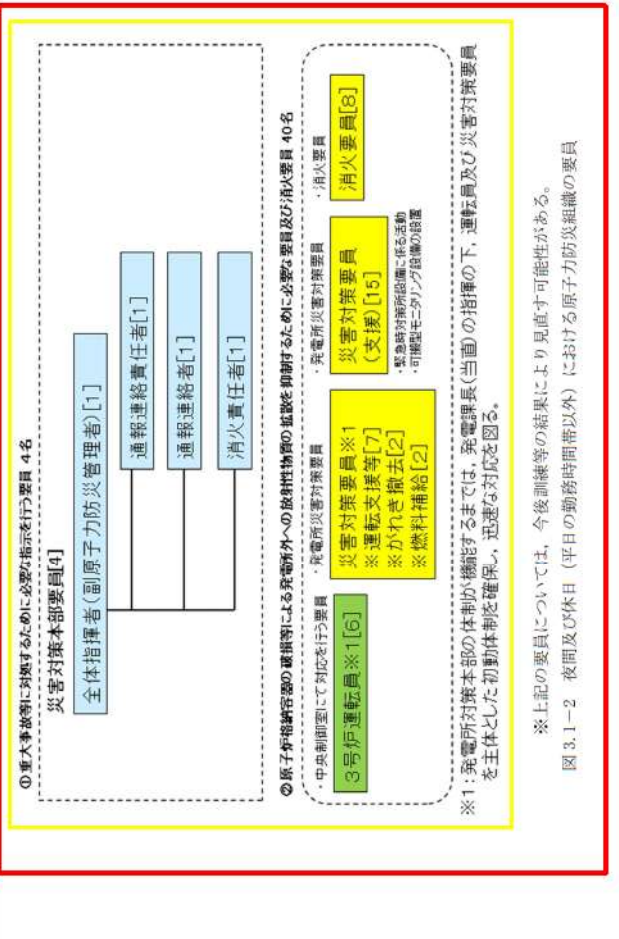 ①重大事故等に対処するために必要な指示を行う要員 4名
災害対策本部要員[4]
全体指揮者(副原子力防災管理者)[1]
通報連絡責任者[1]
通報連絡者[1]
消火責任者[1]
②原子炉格納容器の破損等による発電所外への放射性物質の拡散を抑制するために必要な要員及び消火要員 40名
・中央制御室にて対応を行う要員
3号炉運転員※1[6]
・発電所災害対策要員
災害対策要員※1
※運転支援等[7]
※がれき撤去[2]
※燃料補給[2]
・発電所災害対策要員
災害対策要員
(支援)[15]
・緊急時対策所設備に係る活動
・可搬型モニタリング設備の設置
・消火要員
消火要員[8]
※1:発電所対策本部の体制が機能するまでは,発電課長(当直)の指揮の下,運転員及び災害対策要員
を主体とした初動体制を確保し,迅速な対応を図る。
※上記の要員については、今後訓練等の結果により見直す可能性がある。
図 3.1-2 夜間及び休日(平日の勤務時間帯以外)における原子力防災組織の要員